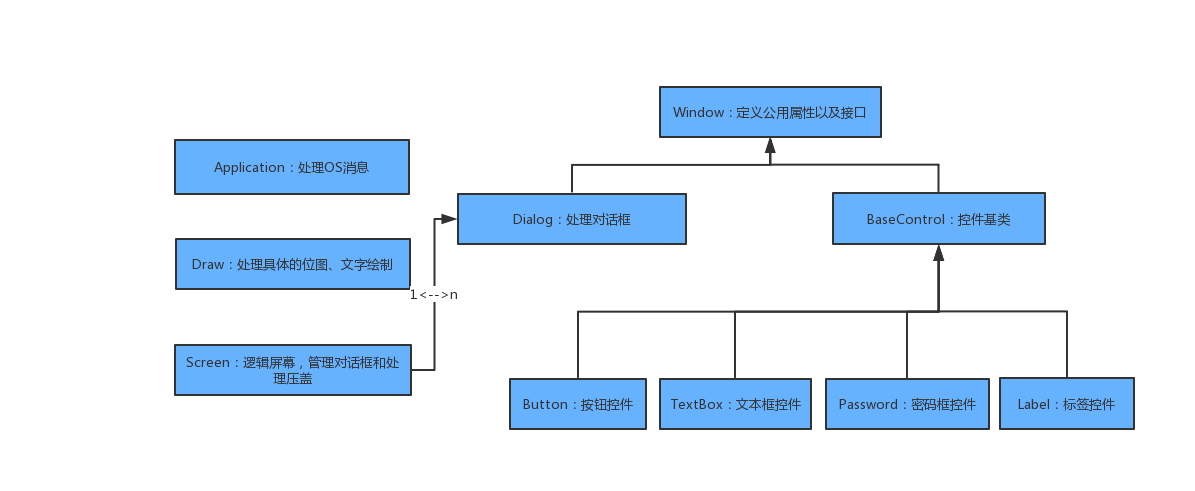 Window：定义公用属性以及接口
Application：处理OS消息
Dialog：处理对话框
BaseControl：控件基类
Draw：处理具体的位图、文字绘制
1<-->n
Screen：逻辑屏幕，管理对话框和处
理压盖
Button：按钮控件
TextBox：文本框控件
Password：密码框控件
Label：标签控件